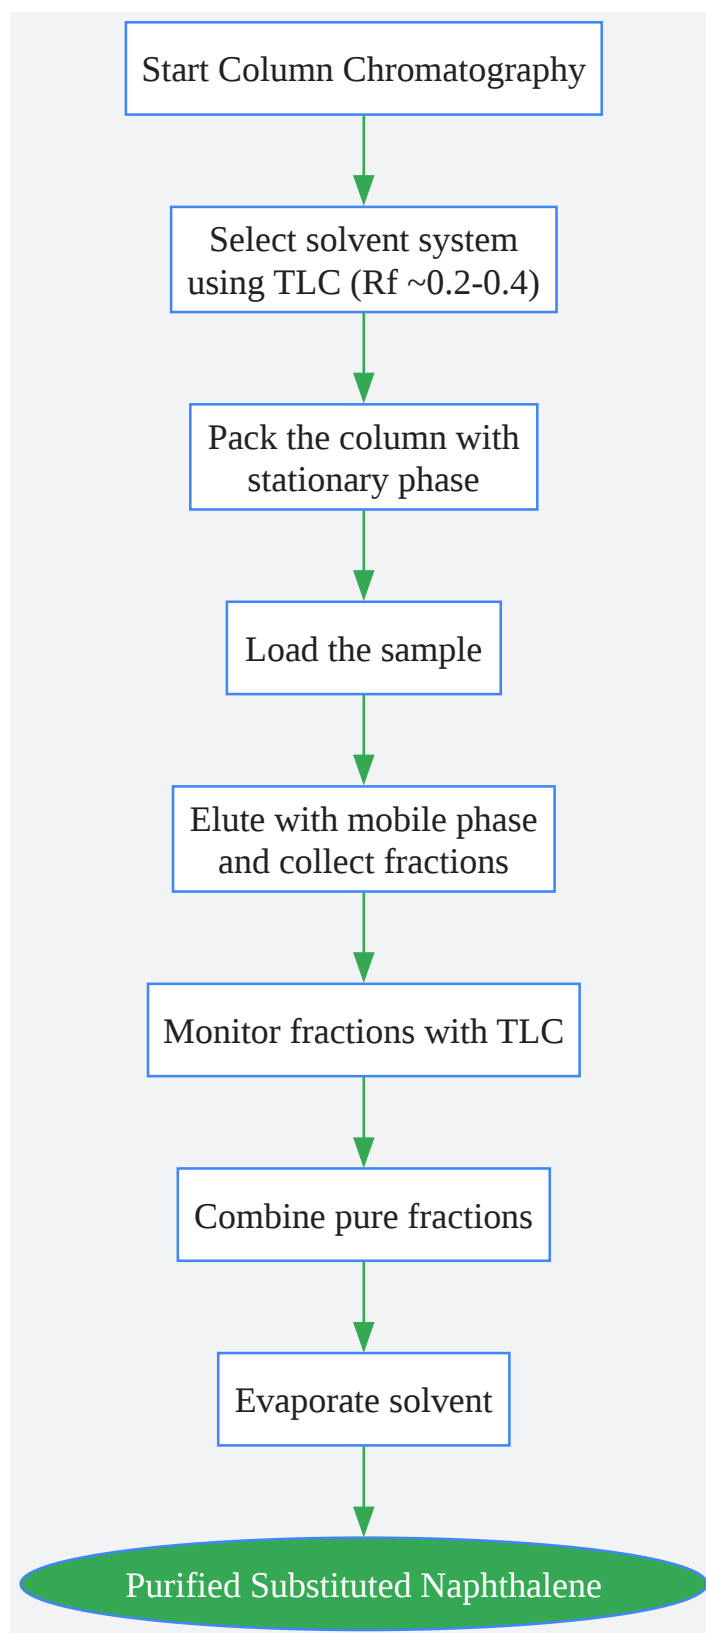 Start Column Chromatography
Select solvent system
using TLC (Rf ~0.2-0.4)
Pack the column with
stationary phase
Load the sample
Elute with mobile phase
and collect fractions
Monitor fractions with TLC
Combine pure fractions
Evaporate solvent
Purified Substituted Naphthalene